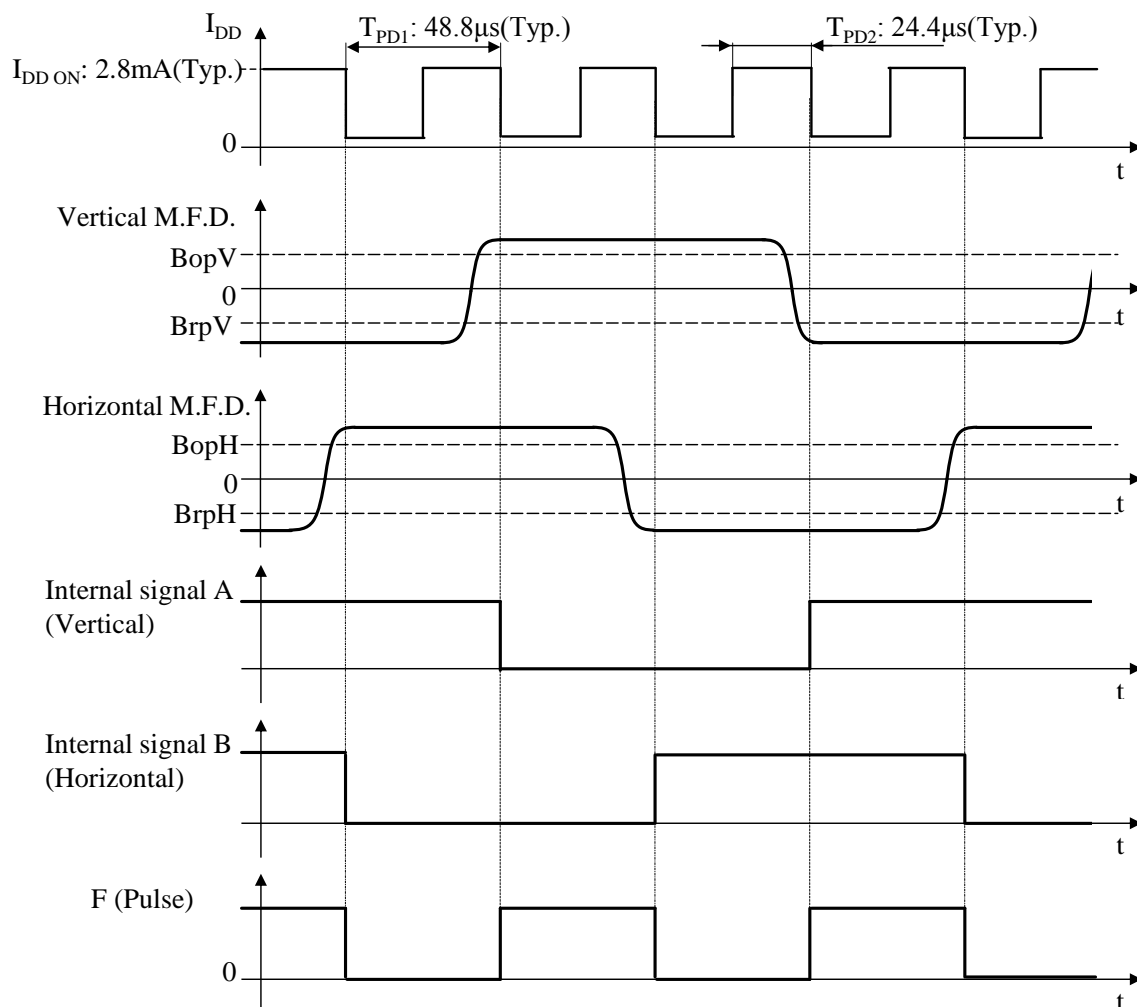 I_DD
T_PD1: 48.8μs(Typ.)
T_PD2: 24.4μs(Typ.)
I_DD ON: 2.8mA(Typ.)
0
t
Vertical M.F.D.
BopV
0
BrpV
t
Horizontal M.F.D.
BopH
0
BrpH
t
Internal signal A
(Vertical)
t
Internal signal B
(Horizontal)
t
F (Pulse)
0
t